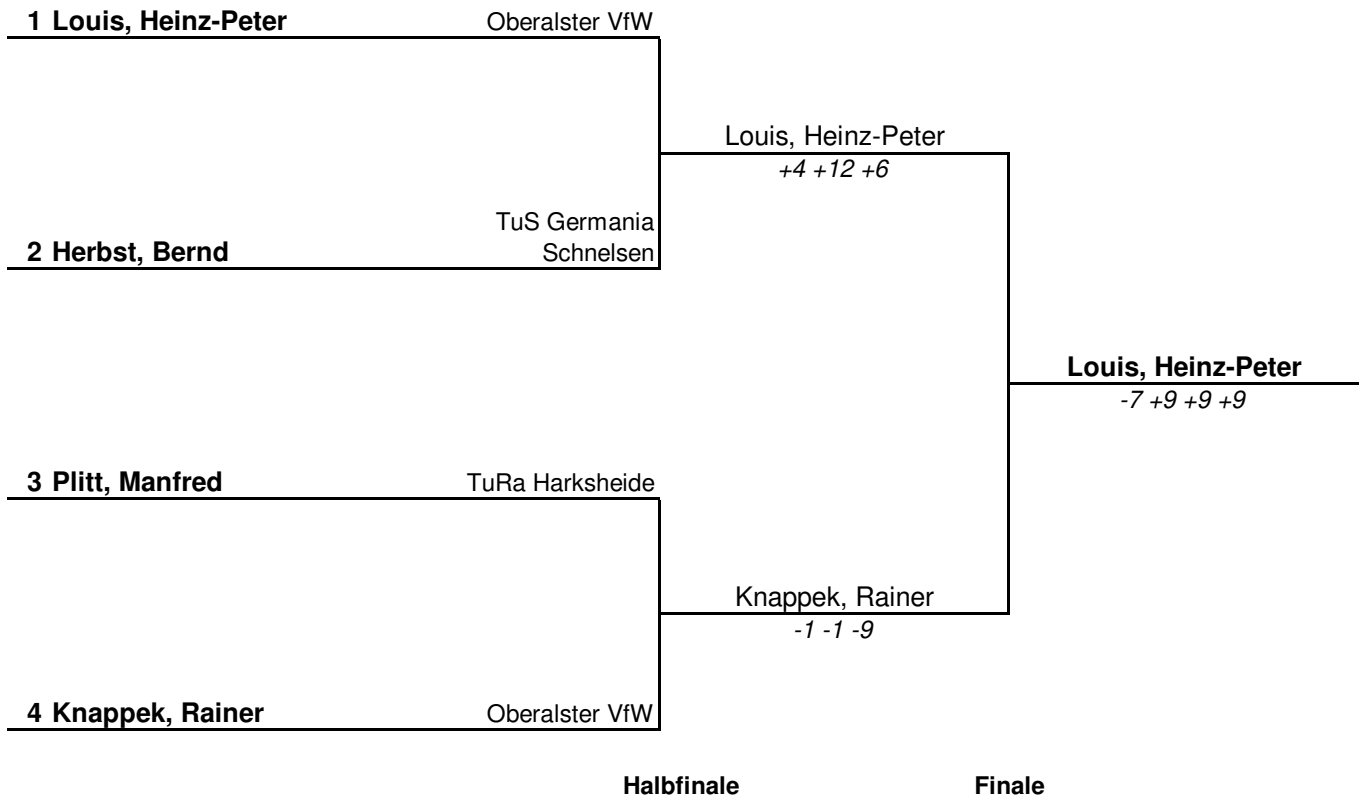 1 Louis, Heinz-Peter Oberalster VfW
Louis, Heinz-Peter
+4 +12 +6
TuS Germania
2 Herbst, Bernd Schnelsen
Louis, Heinz-Peter
-7 +9 +9 +9
3 Plitt, Manfred TuRa Harksheide
Knappek, Rainer
-1 -1 -9
4 Knappek, Rainer Oberalster VfW
Halbfinale Finale